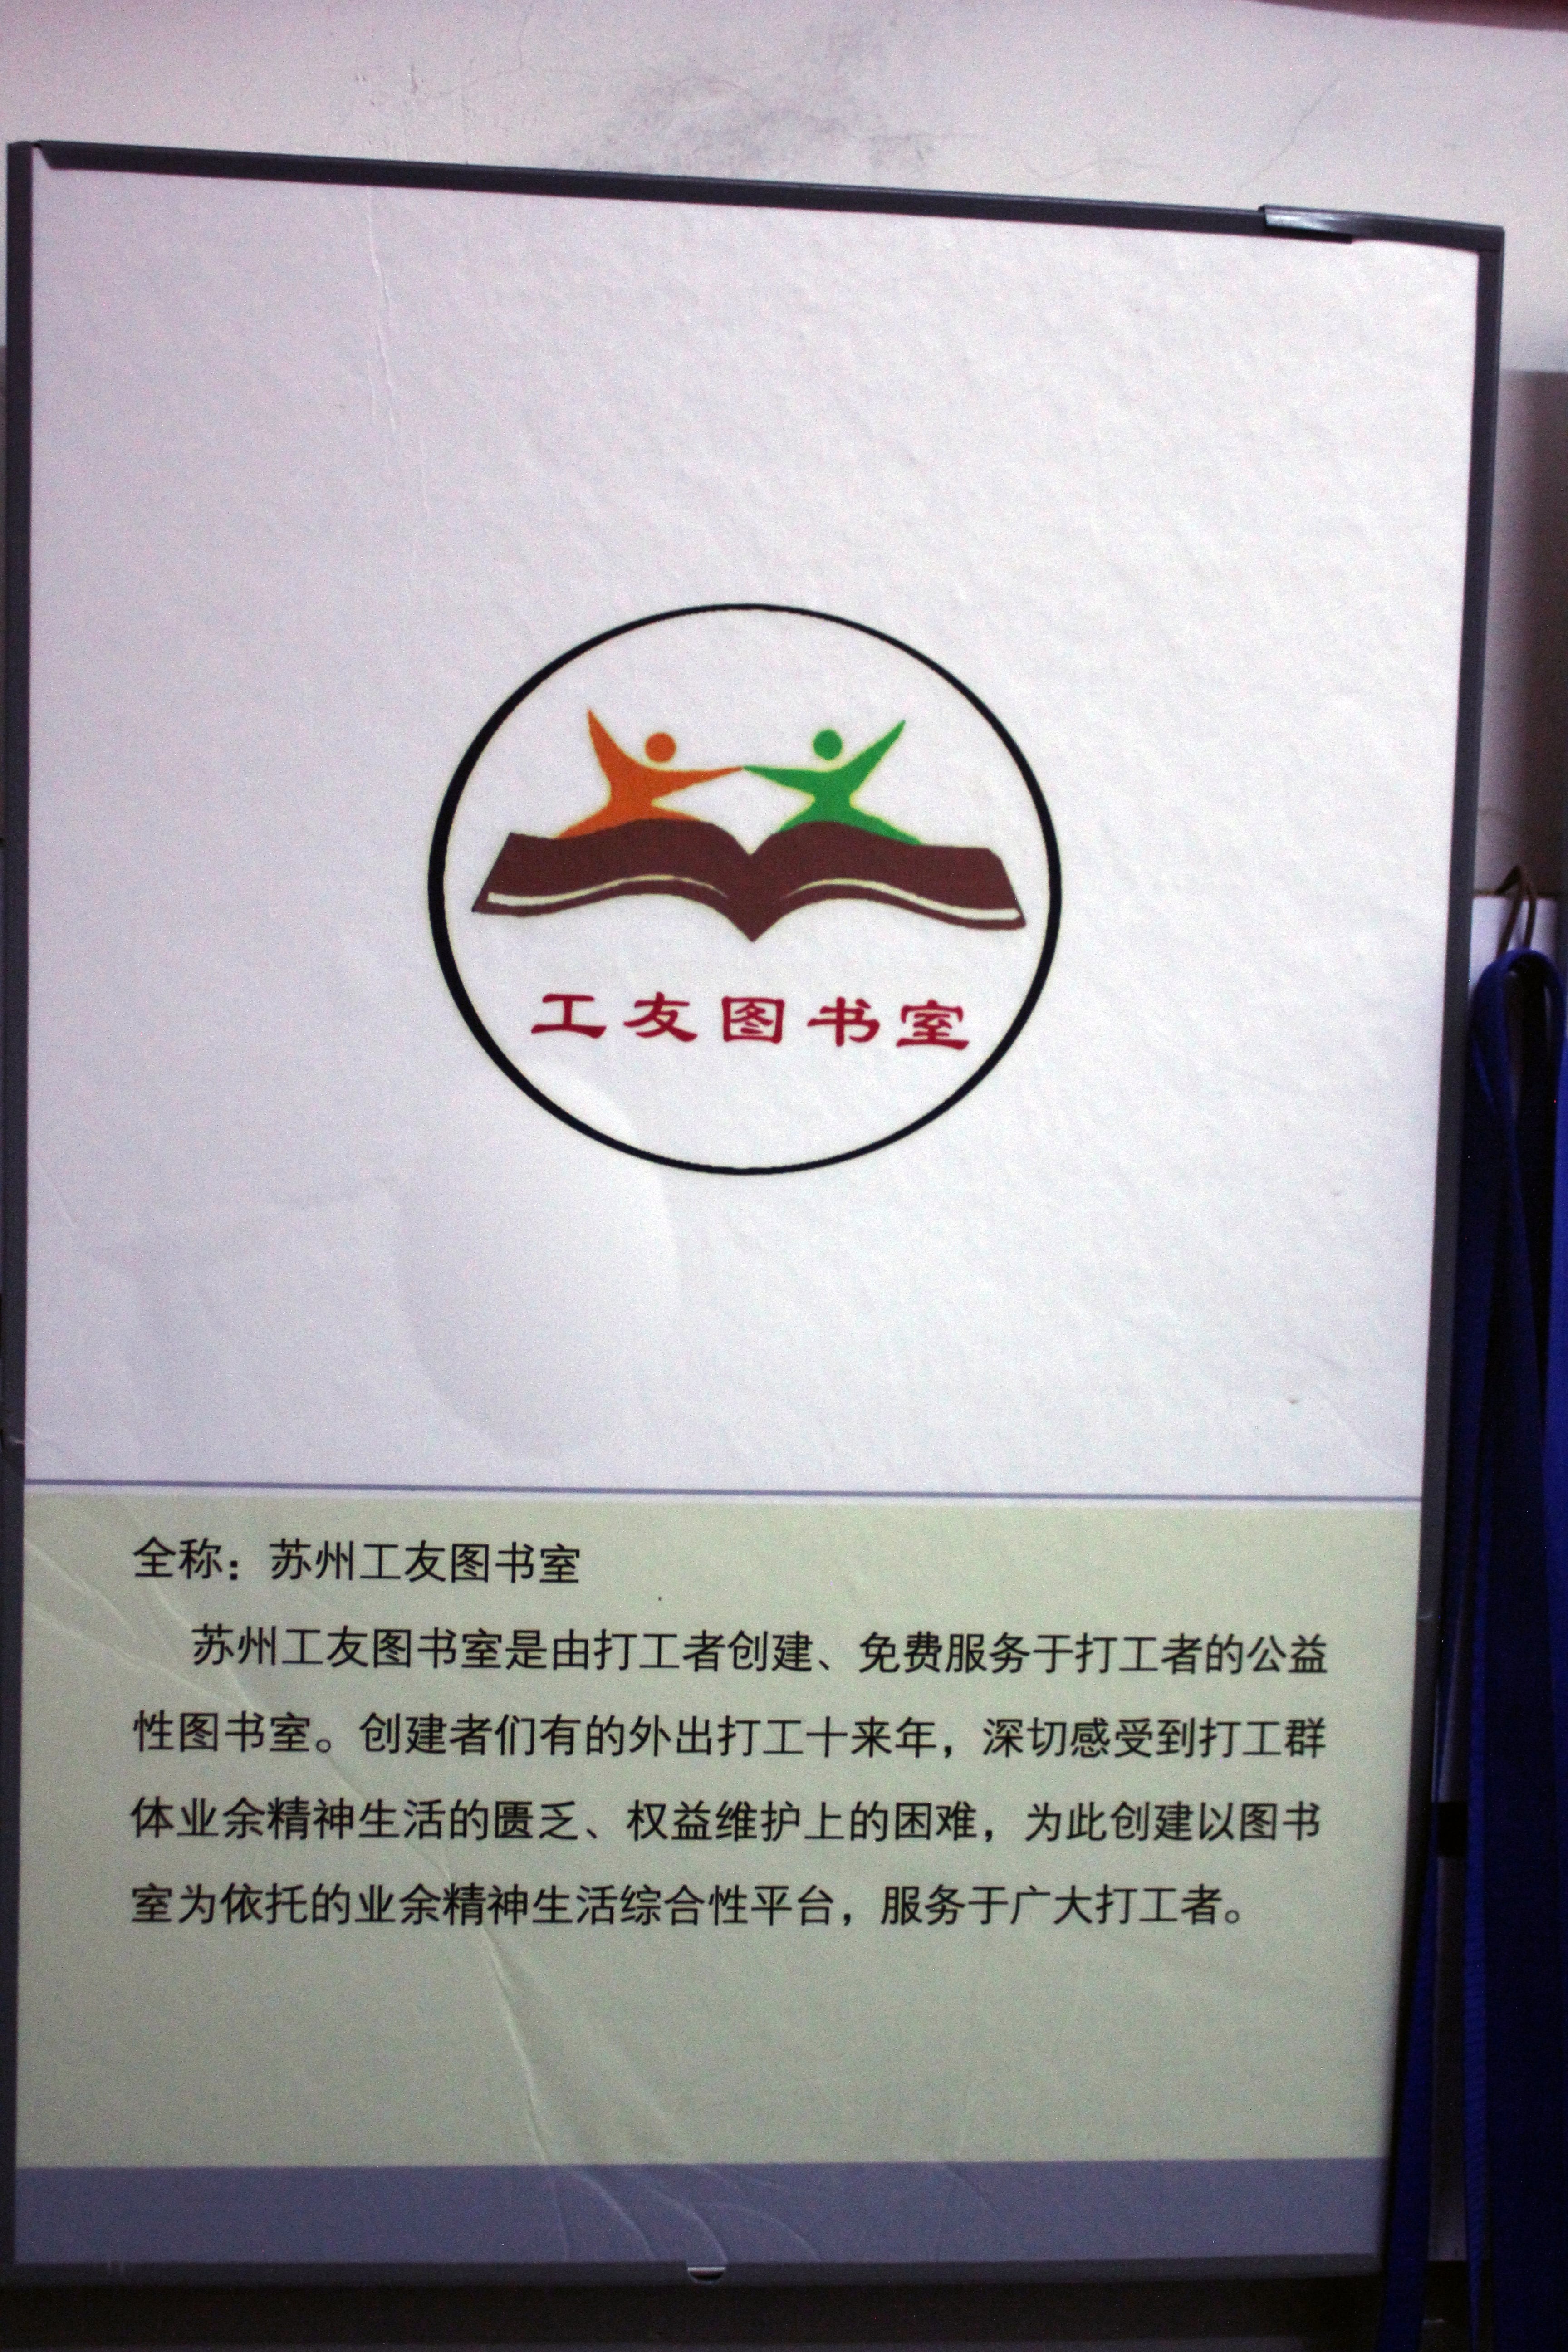 工友图书室
全称：苏州工友图书室
苏州工友图书室是由打工者创建、免费服务于打工者的公益
性图书室。创建者们有的外出打工十来年，深切感受到打工群
体业余精神生活的匮乏、权益维护上的困难，为此创建以图书
室为依托的业余精神生活综合性平台，服务于广大打工者。